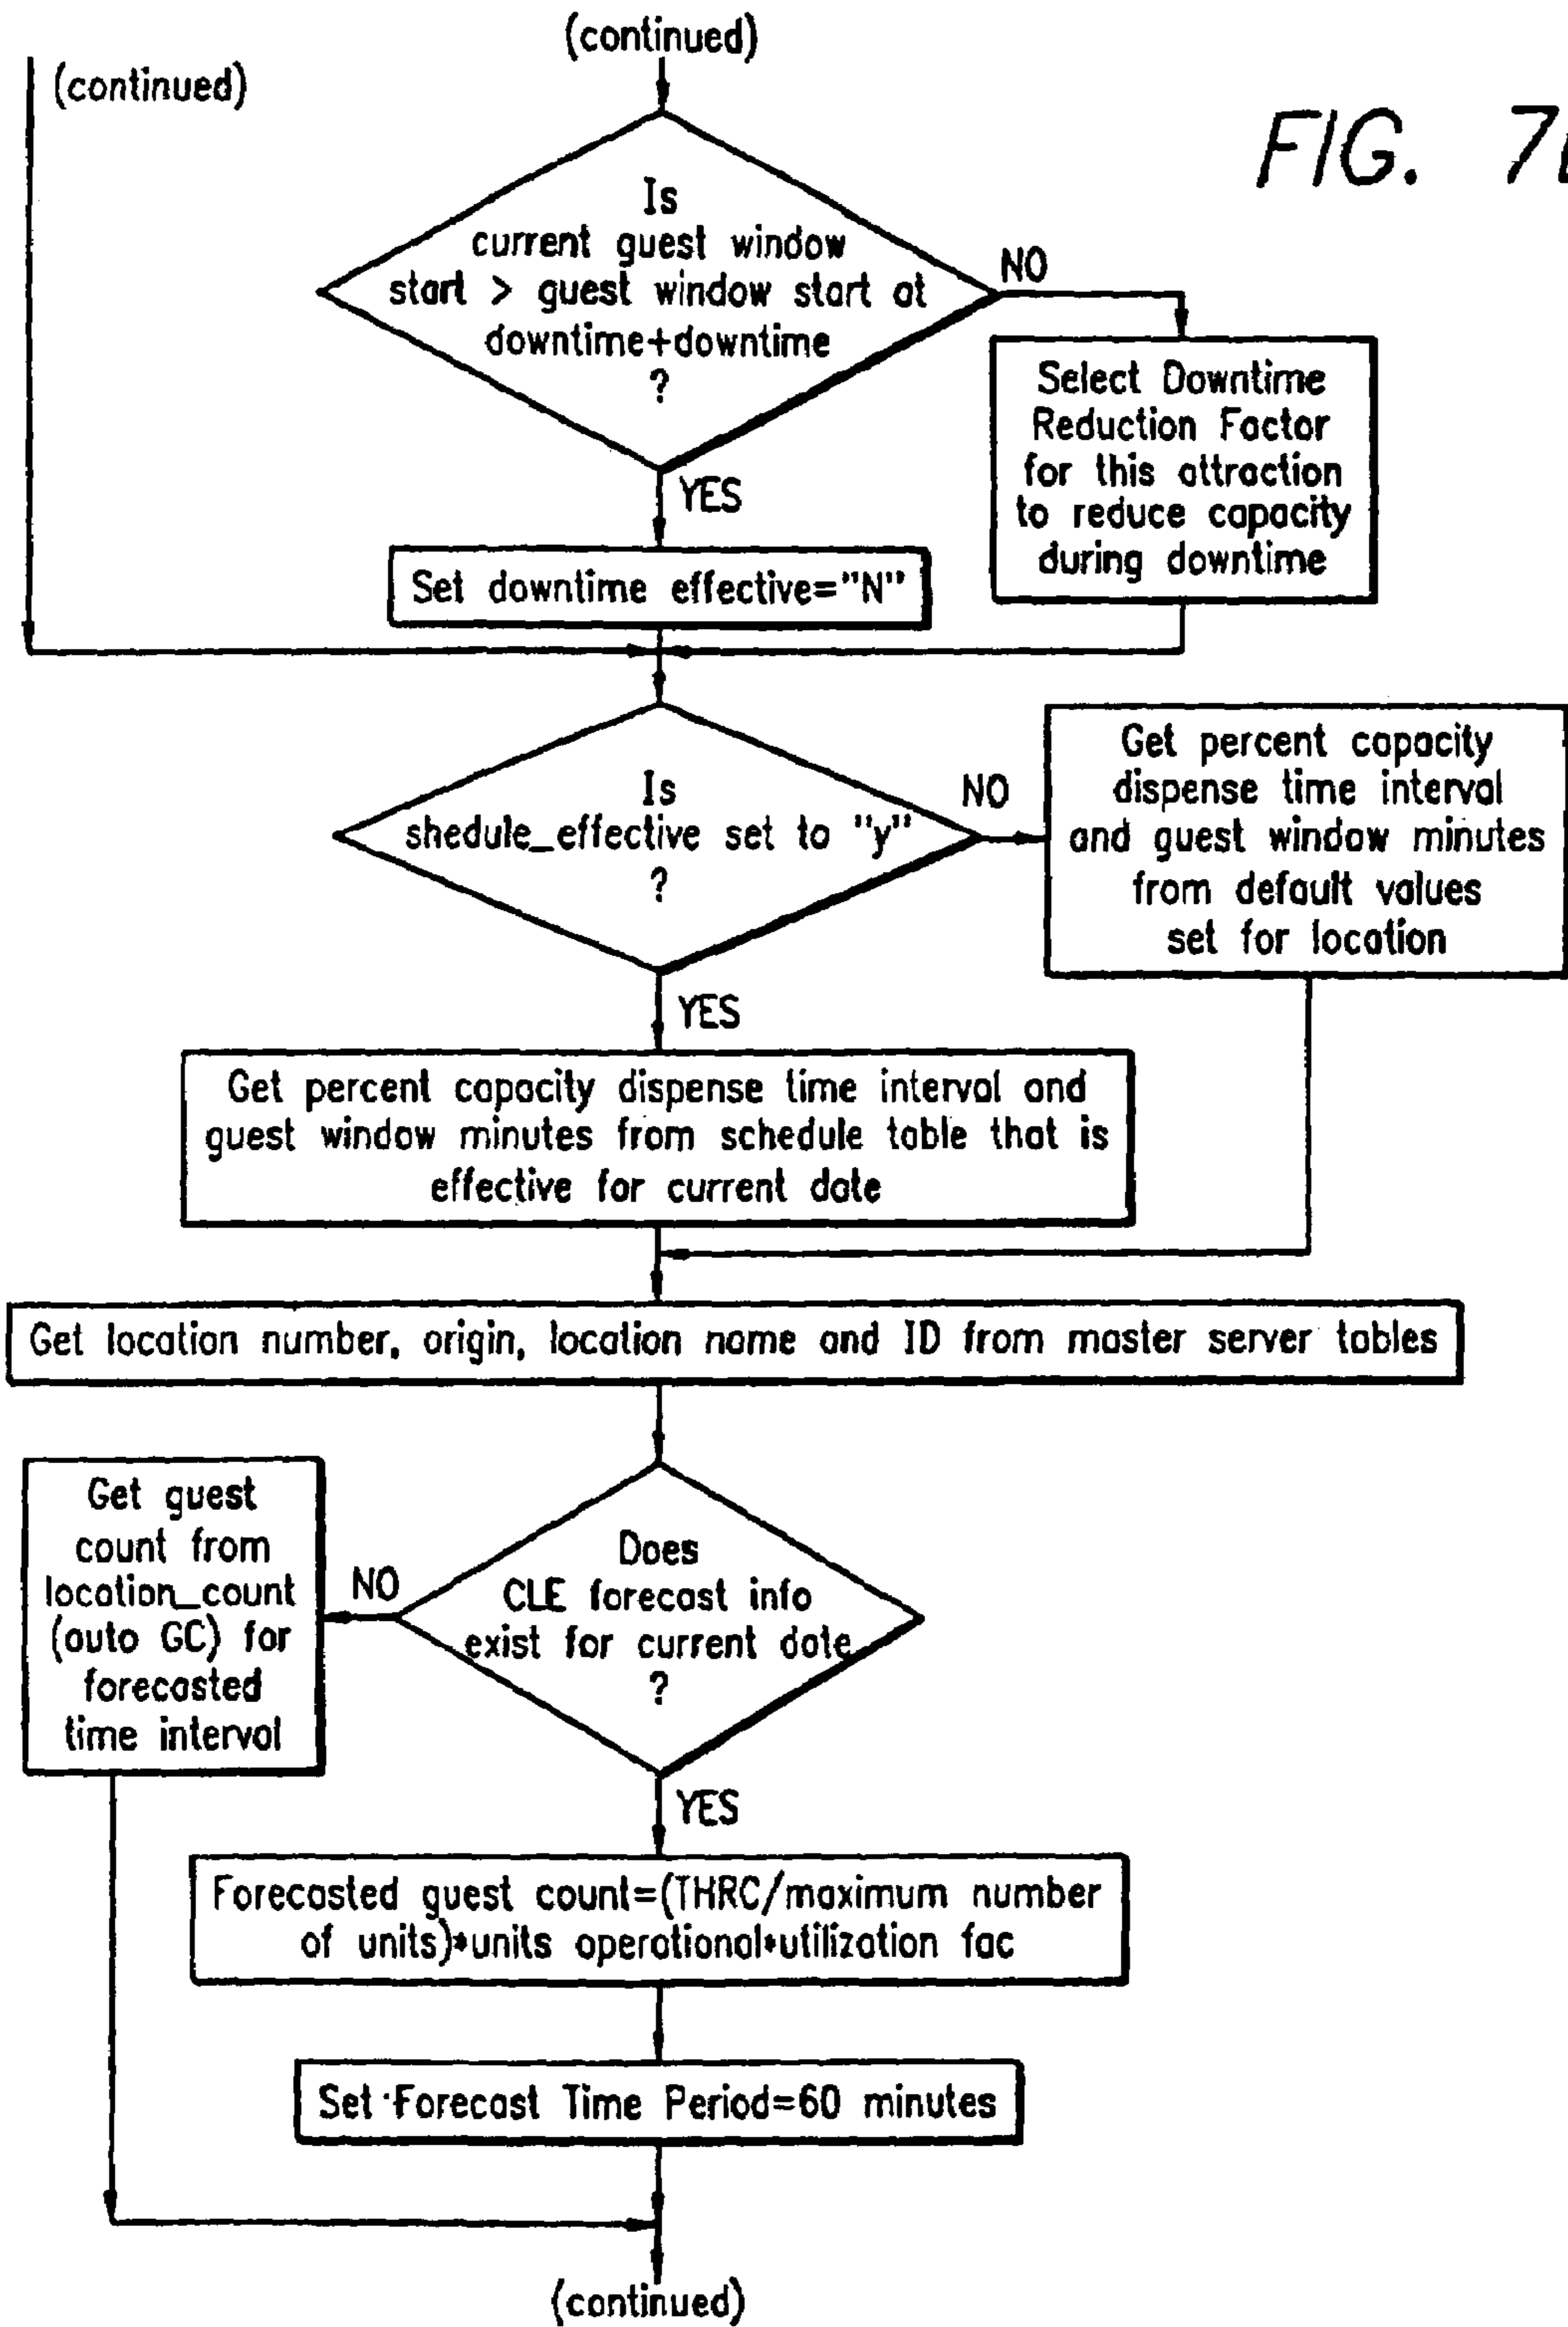 (continued)
(continued)
FIG. 7
Is
current guest window
start > guest window start at
downtime+downtime
?
NO
Select Downtime
Reduction Factor
for this attraction
to reduce capacity
during downtime
YES
Set downtime effective="N"
Is
shedule_effective set to "y"
?
NO
Get percent capacity
dispense time interval
and guest window minutes
from default values
set for location
YES
Get percent capacity dispense time interval and
guest window minutes from schedule table that is
effective for current date
Get location number, origin, location name and ID from master server tables
Does
CLE forecast info
exist for current date
?
NO
Get guest
count from
location_count
(auto GC) for
forecasted
time interval
YES
Forecasted guest count=(THRC/maximum number
of units)*units operational*utilization fac
Set Forecast Time Period=60 minutes
(continued)